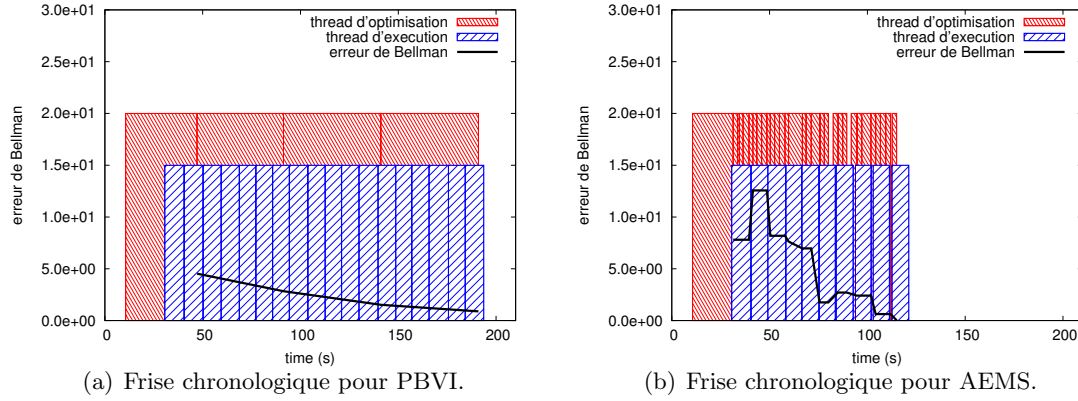 3.0e+01
2.5e+01
2.0e+01
1.5e+01
1.0e+01
5.0e+00
0.0e+00
erreur de Bellman
0 50 100 150 200
time (s)
thread d'optimisation
thread d'execution
erreur de Bellman
(a) Frise chronologique pour PBVI.
3.0e+01
2.5e+01
2.0e+01
1.5e+01
1.0e+01
5.0e+00
0.0e+00
erreur de Bellman
0 50 100 150 200
time (s)
thread d'optimisation
thread d'execution
erreur de Bellman
(b) Frise chronologique pour AEMS.